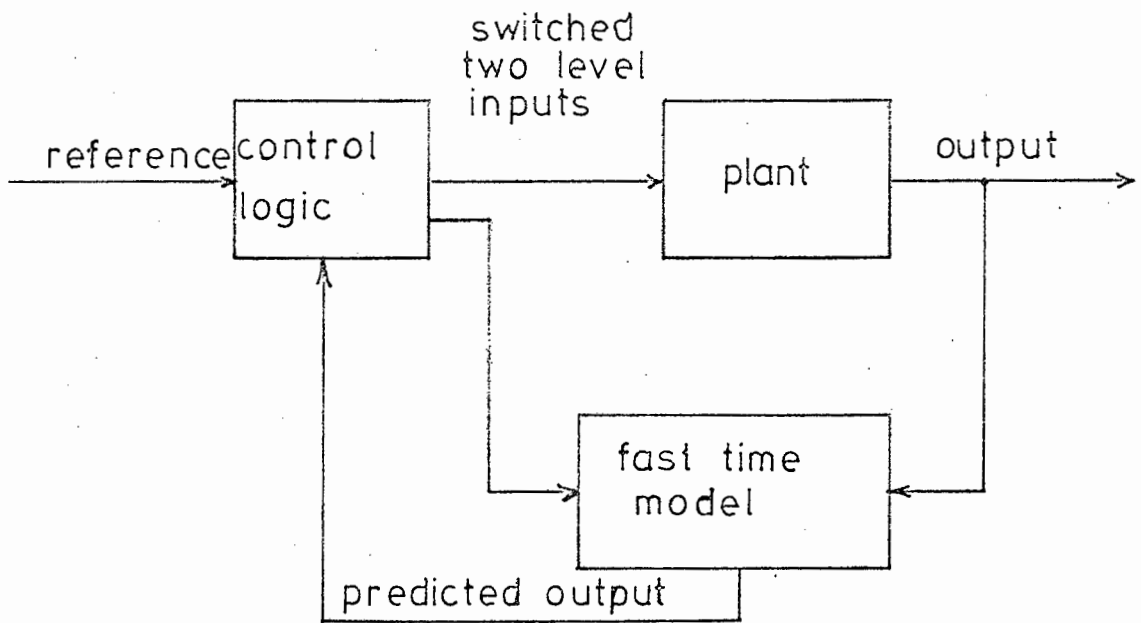 switched
two level
inputs
reference
control
logic
plant
output
fast time
model
predicted output